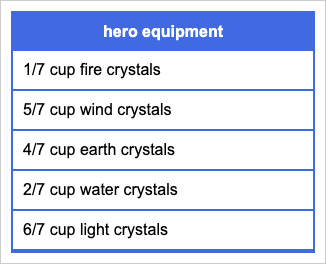 hero equipment
1/7 cup fire crystals
5/7 cup wind crystals
4/7 cup earth crystals
2/7 cup water crystals
6/7 cup light crystals